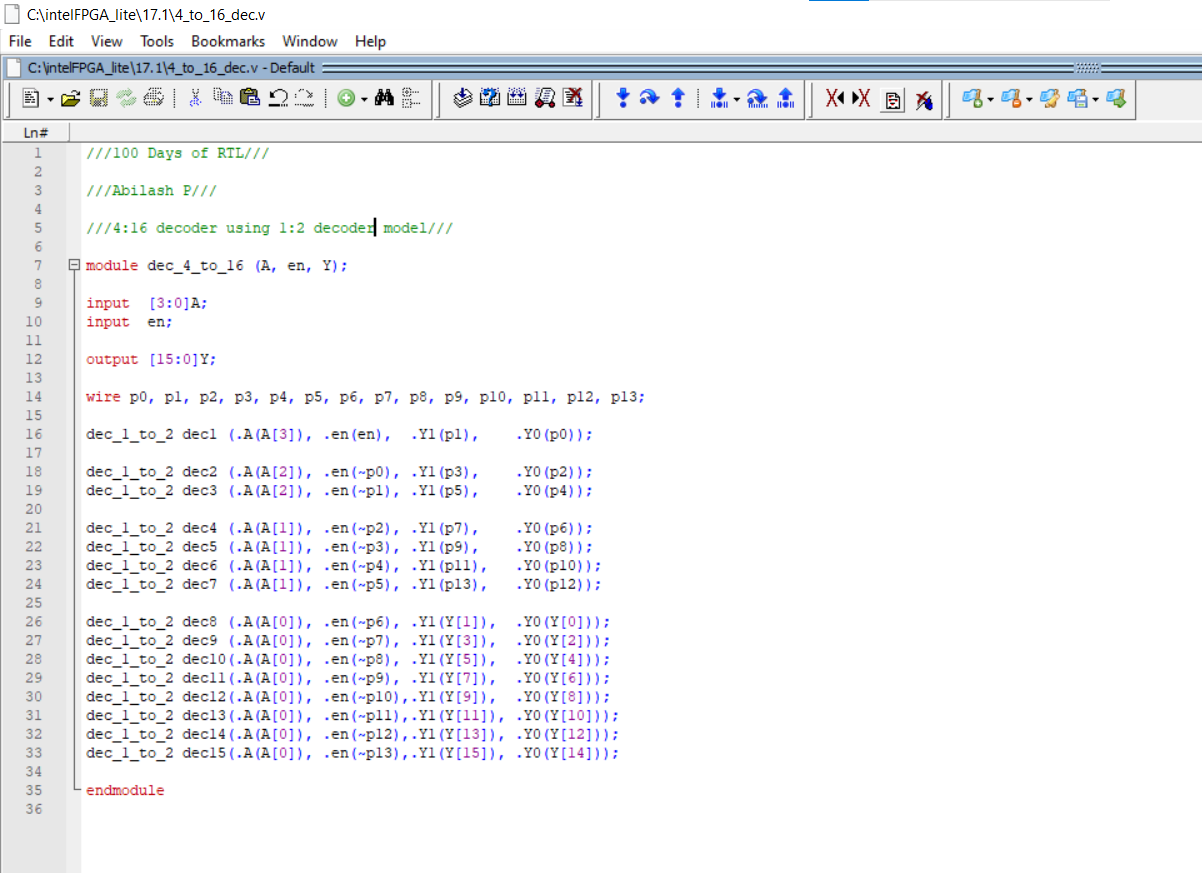 C:\intelFPGA_lite\17.1\4_to_16_dec.v
File Edit View Tools Bookmarks Window Help
C:\intelFPGA_lite\17.1\4_to_16_dec.v - Default
Ln#
1 ///100 Days of RTL///
2
3 ///Abilash P///
4
5 ///4:16 decoder using 1:2 decoder model///
6
7 module dec_4_to_16 (A, en, Y);
8
9 input [3:0]A;
10 input en;
11
12 output [15:0]Y;
13
14 wire p0, p1, p2, p3, p4, p5, p6, p7, p8, p9, p10, p11, p12, p13;
15
16 dec_1_to_2 dec1 (.A(A[3]), .en(en), .Y1(p1), .Y0(p0));
17
18 dec_1_to_2 dec2 (.A(A[2]), .en(~p0), .Y1(p3), .Y0(p2));
19 dec_1_to_2 dec3 (.A(A[2]), .en(~p1), .Y1(p5), .Y0(p4));
20
21 dec_1_to_2 dec4 (.A(A[1]), .en(~p2), .Y1(p7), .Y0(p6));
22 dec_1_to_2 dec5 (.A(A[1]), .en(~p3), .Y1(p9), .Y0(p8));
23 dec_1_to_2 dec6 (.A(A[1]), .en(~p4), .Y1(p11), .Y0(p10));
24 dec_1_to_2 dec7 (.A(A[1]), .en(~p5), .Y1(p13), .Y0(p12));
25
26 dec_1_to_2 dec8 (.A(A[0]), .en(~p6), .Y1(Y[1]), .Y0(Y[0]));
27 dec_1_to_2 dec9 (.A(A[0]), .en(~p7), .Y1(Y[3]), .Y0(Y[2]));
28 dec_1_to_2 dec10(.A(A[0]), .en(~p8), .Y1(Y[5]), .Y0(Y[4]));
29 dec_1_to_2 dec11(.A(A[0]), .en(~p9), .Y1(Y[7]), .Y0(Y[6]));
30 dec_1_to_2 dec12(.A(A[0]), .en(~p10),.Y1(Y[9]), .Y0(Y[8]));
31 dec_1_to_2 dec13(.A(A[0]), .en(~p11),.Y1(Y[11]), .Y0(Y[10]));
32 dec_1_to_2 dec14(.A(A[0]), .en(~p12),.Y1(Y[13]), .Y0(Y[12]));
33 dec_1_to_2 dec15(.A(A[0]), .en(~p13),.Y1(Y[15]), .Y0(Y[14]));
34
35 endmodule
36